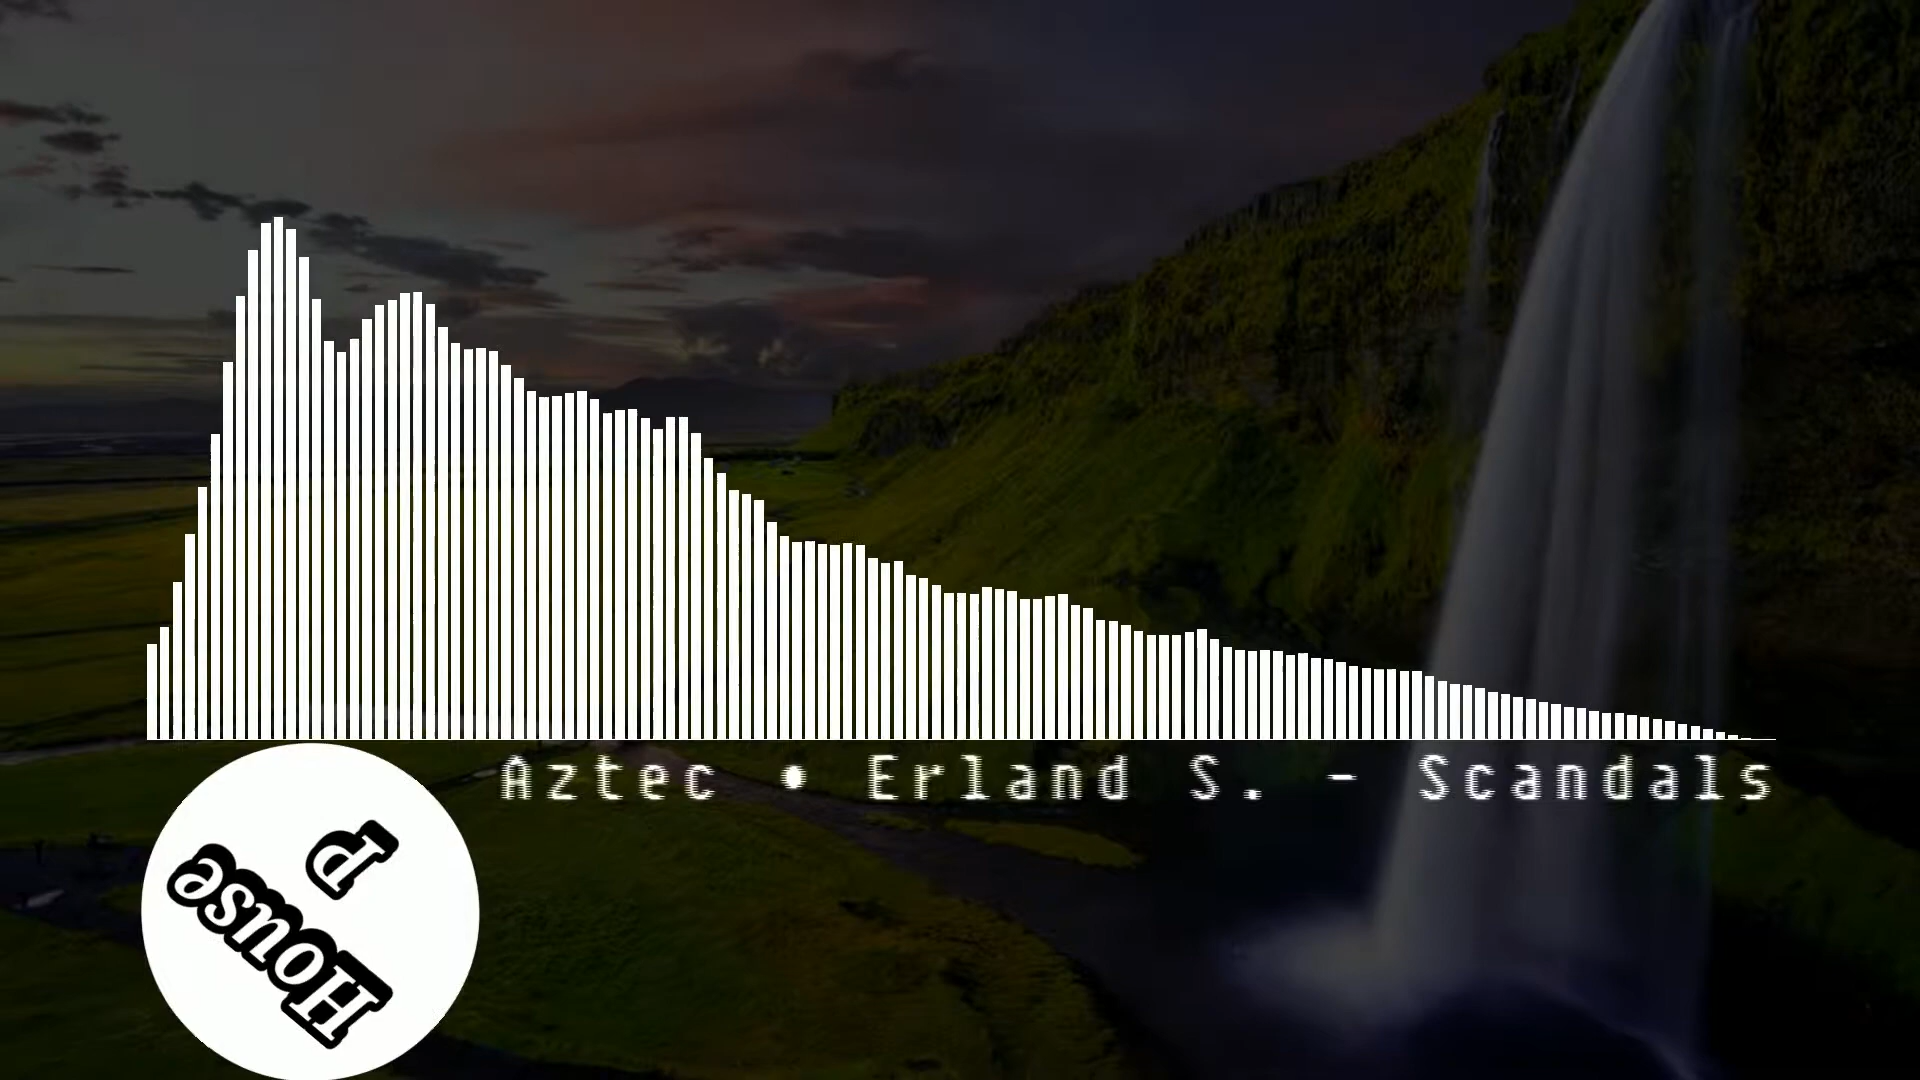 Aztec • Erland S. - Scandals
House
P